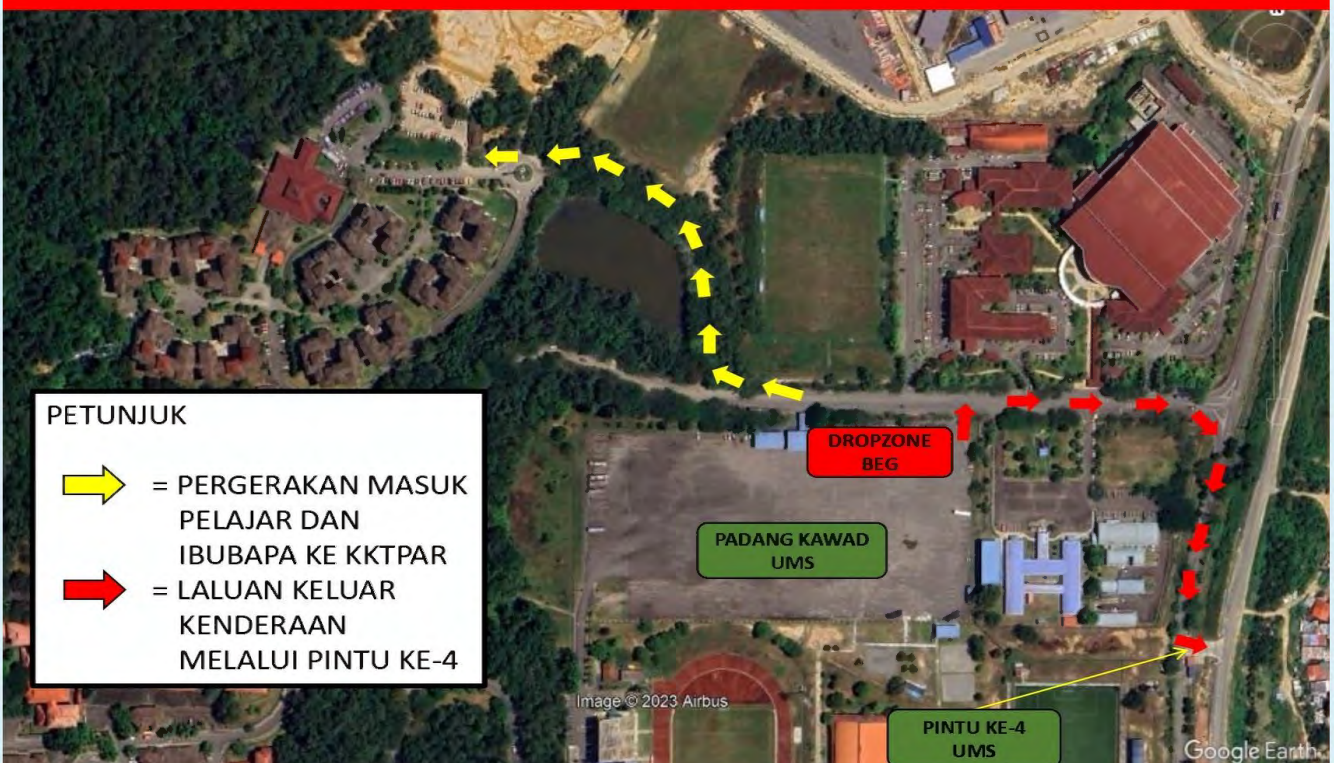 DROPZONE
BEG
PETUNJUK
= PERGERAKAN MASUK
PELAJAR DAN
IBUBAPA KE KKTPAR
= LALUAN KELUAR
KENDERAAN
MELALUI PINTU KE-4
PADANG KAWAD
UMS
Image © 2023 Airbus
PINTU KE-4
UMS
Google Earth